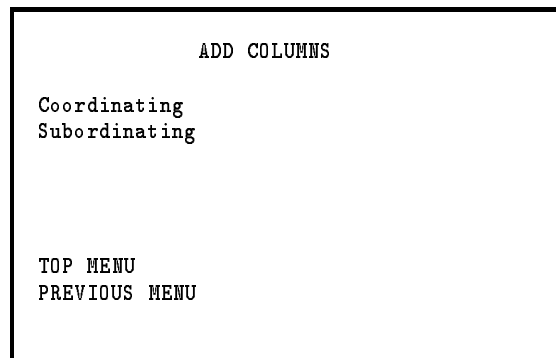 ADD COLUMNS
Coordinating
Subordinating
TOP MENU
PREVIOUS MENU